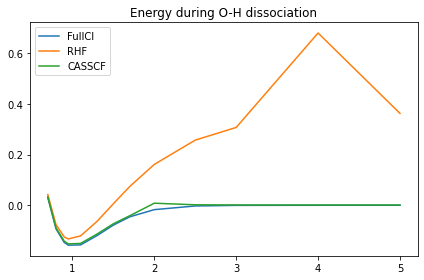 Energy during O-H dissociation
FullCI
RHF
CASSCF
0.6
0.4
0.2
0.0
1
2
3
4
5